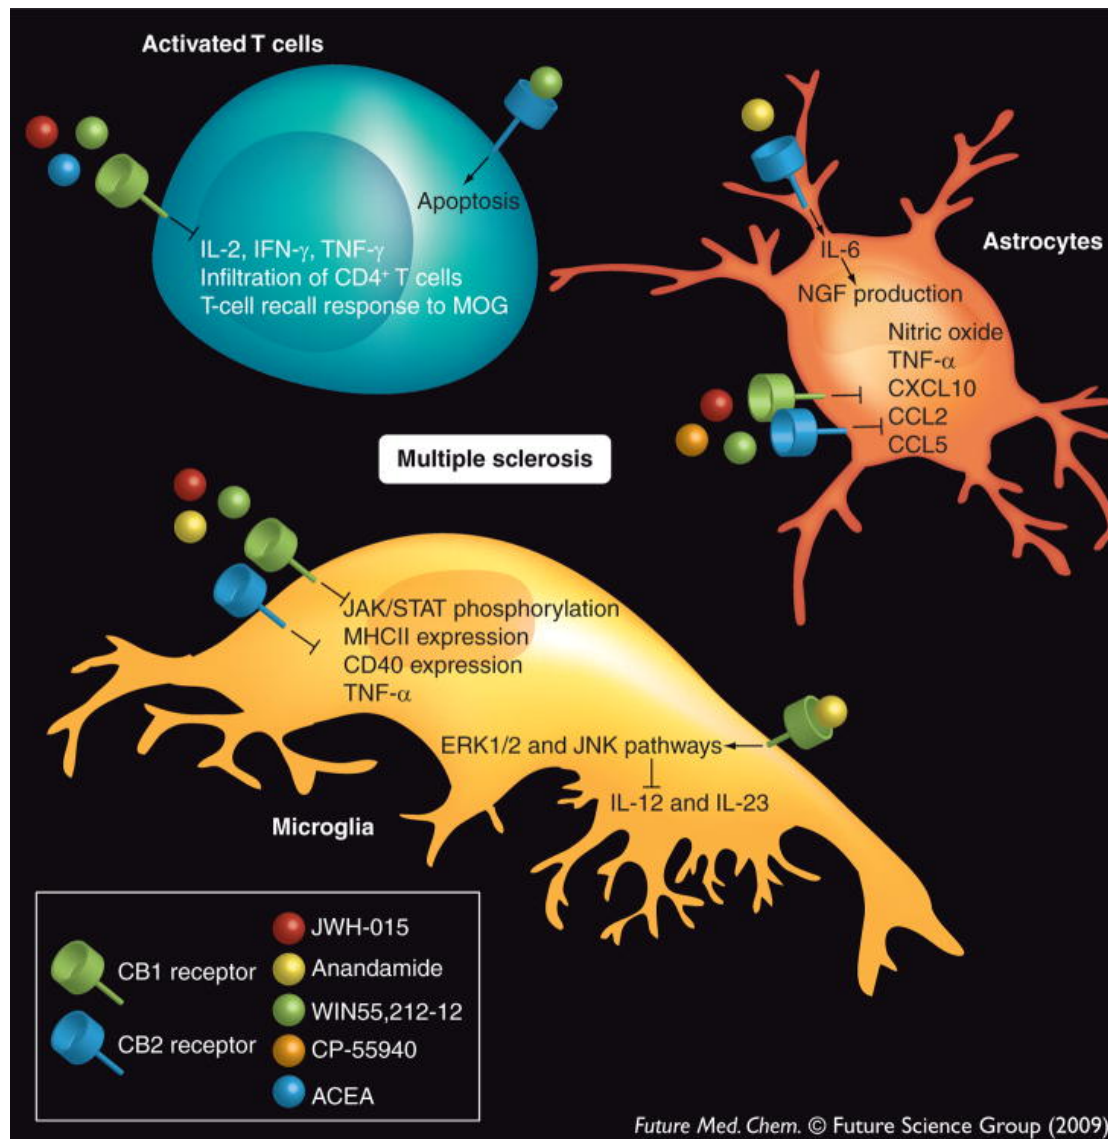 Activated T cells
Apoptosis
IL-2, IFN-γ, TNF-γ
Infiltration of CD4⁺ T cells
T-cell recall response to MOG
Astrocytes
IL-6
NGF production
Nitric oxide
TNF-α
CXCL10
CCL2
CCL5
Multiple sclerosis
JAK/STAT phosphorylation
MHCII expression
CD40 expression
TNF-α
ERK1/2 and JNK pathways
IL-12 and IL-23
Microglia
CB1 receptor
CB2 receptor
JWH-015
Anandamide
WIN55,212-12
CP-55940
ACEA
Future Med. Chem. © Future Science Group (2009)